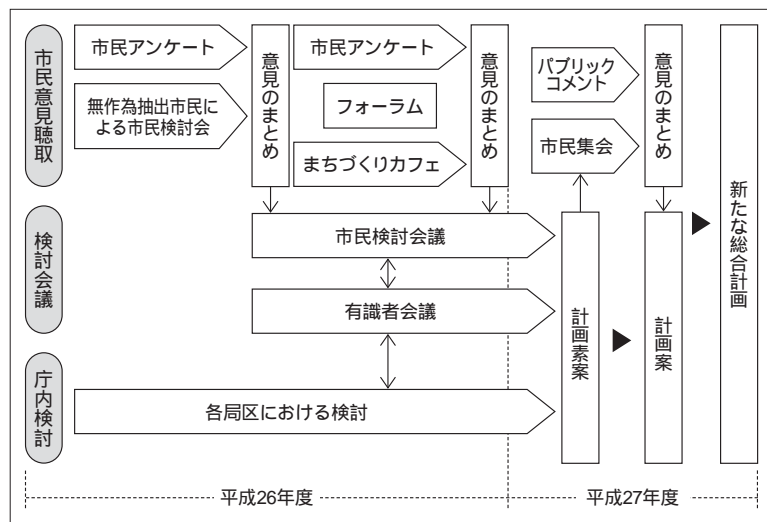 市民意見聴取
市民アンケート
無作為抽出市民に
よる市民検討会
意見のまとめ
市民アンケート
フォーラム
まちづくりカフェ
意見のまとめ
パブリック
コメント
市民集会
意見のまとめ
検討会議
市民検討会議
有識者会議
庁内検討
各局区における検討
計画素案
計画案
新たな総合計画
平成26年度
平成27年度